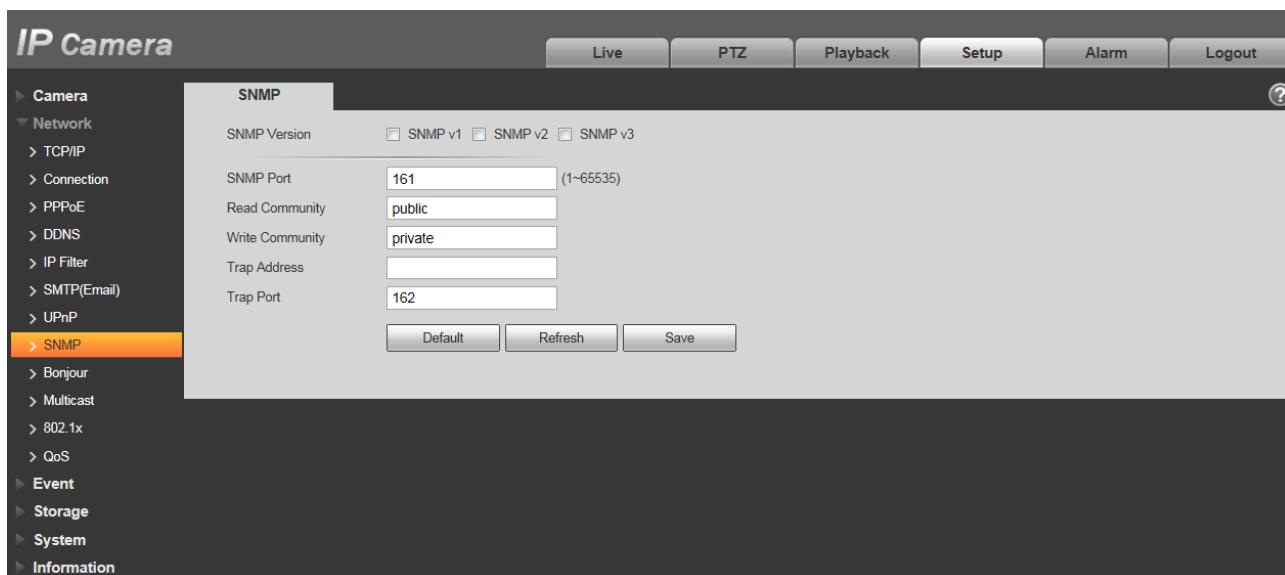 IP Camera
Live PTZ Playback Setup Alarm Logout
Camera
Network
> TCP/IP
> Connection
> PPPoE
> DDNS
> IP Filter
> SMTP(Email)
> UPnP
> SNMP
> Bonjour
> Multicast
> 802.1x
> QoS
Event
Storage
System
Information
SNMP
?
SNMP Version SNMP v1 SNMP v2 SNMP v3
SNMP Port 161 (1~65535)
Read Community public
Write Community private
Trap Address
Trap Port 162
Default Refresh Save